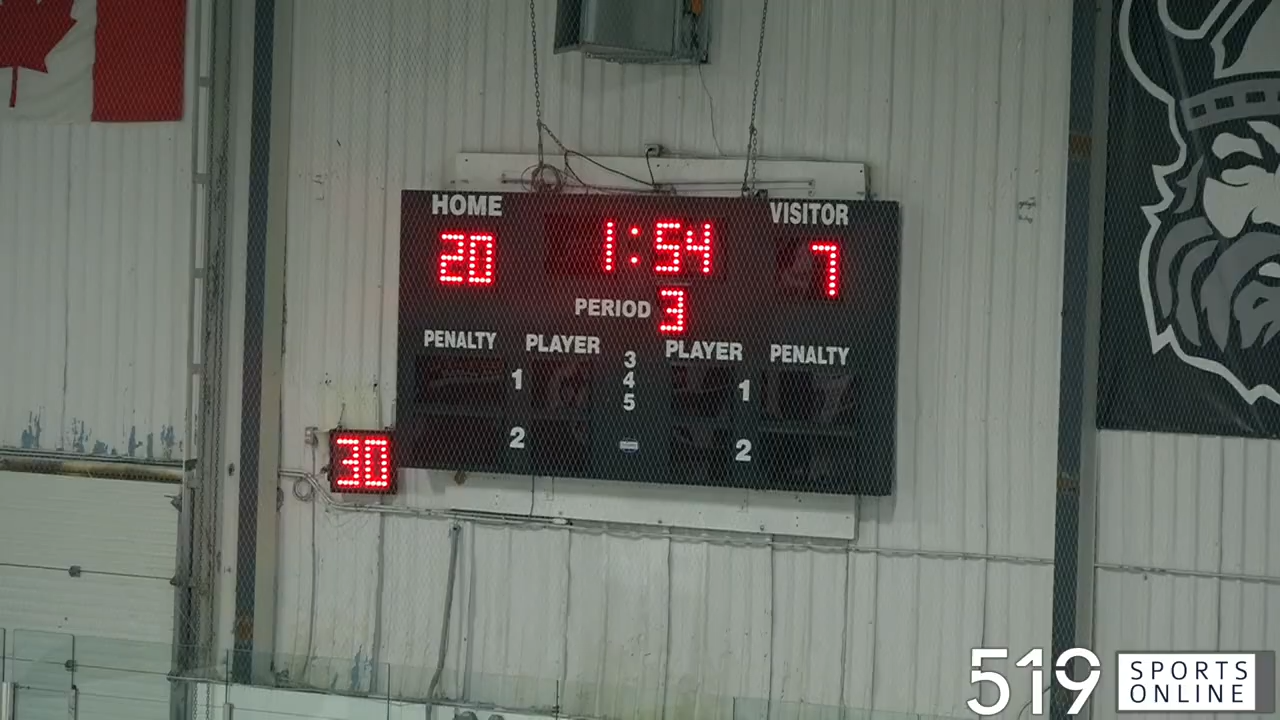 HOME
1:54
VISITOR
20
7
PERIOD 3
PENALTY PLAYER
PLAYER PENALTY
3
4
5
1
1
2
2
30
519 SPORTS
ONLINE